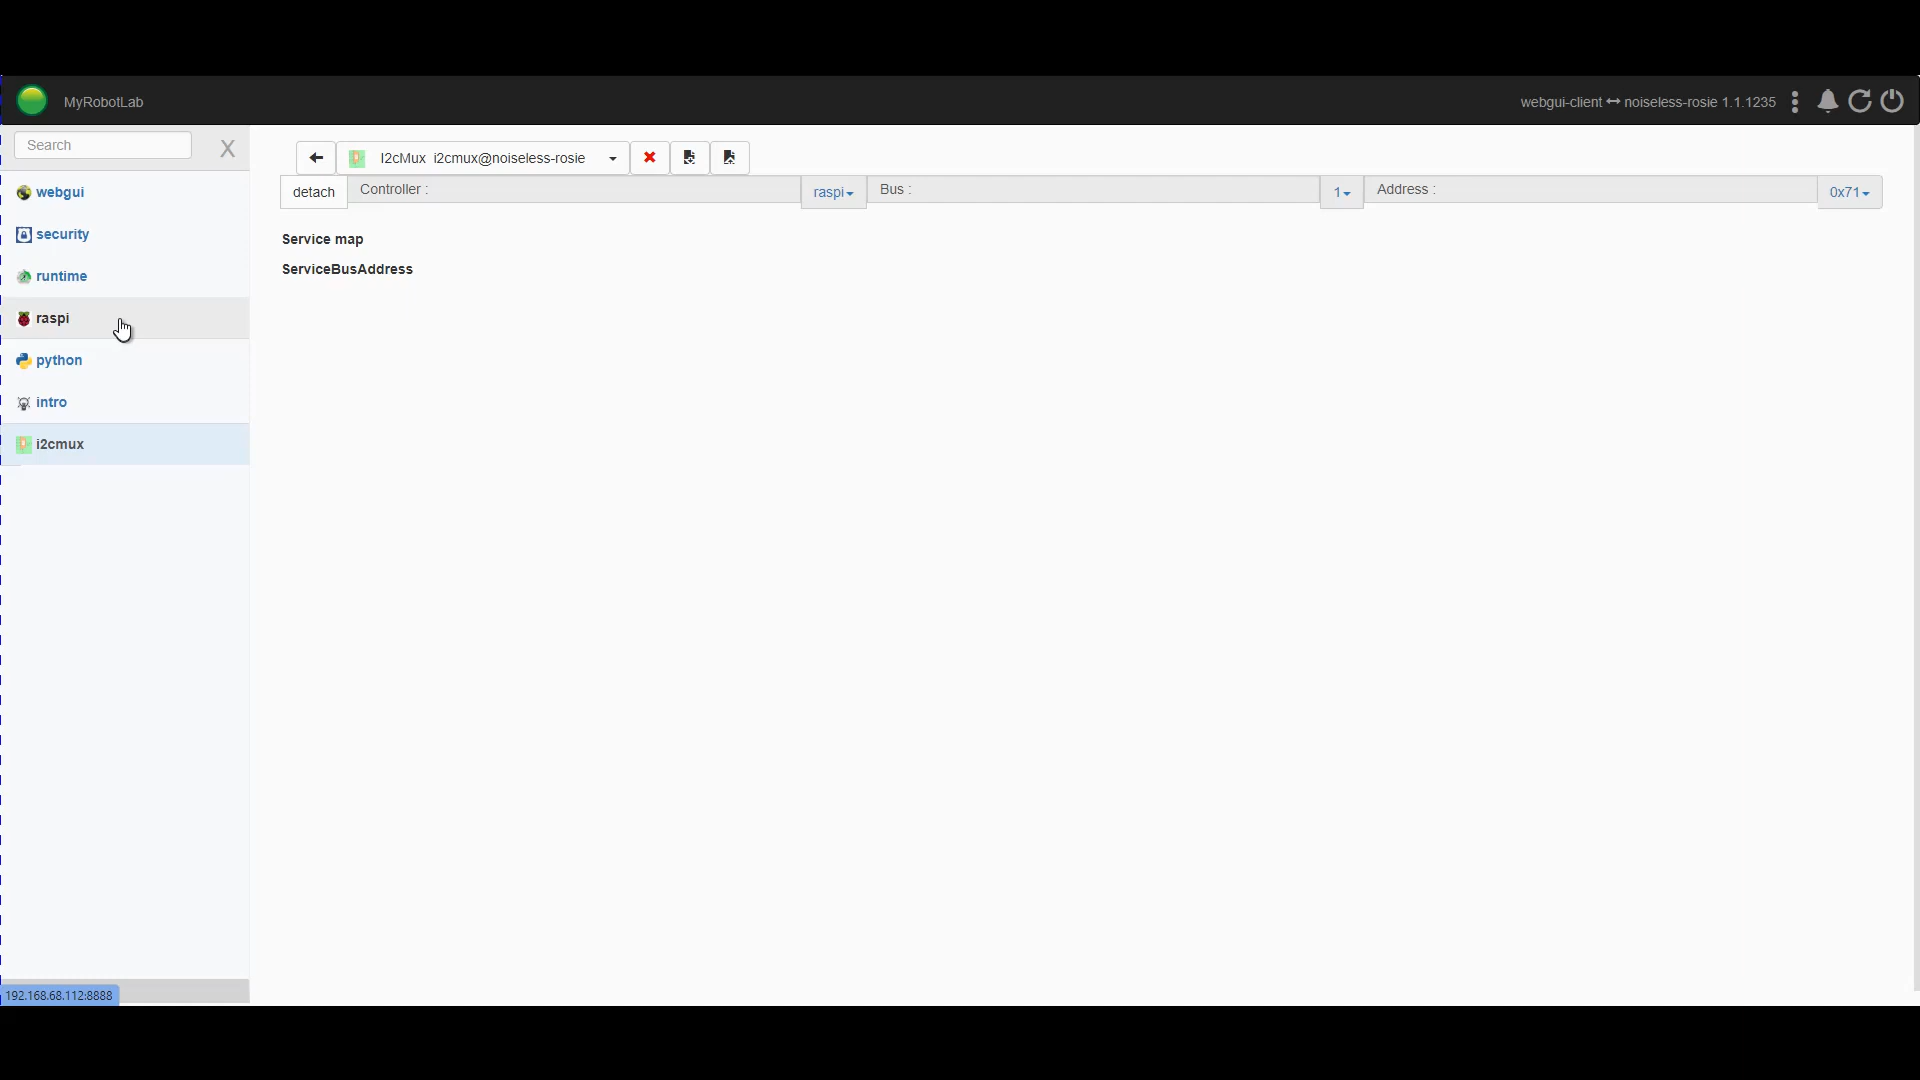 MyRobotLab
webgui-client ↔ noiseless-rosie 1.1.1235
Search
X
I2cMux i2cmux@noiseless-rosie
detach
Controller :
raspi
Bus :
1
Address :
0x71
Service map
ServiceBusAddress
webgui
security
runtime
raspi
python
intro
i2cmux
192.168.68.112:8888